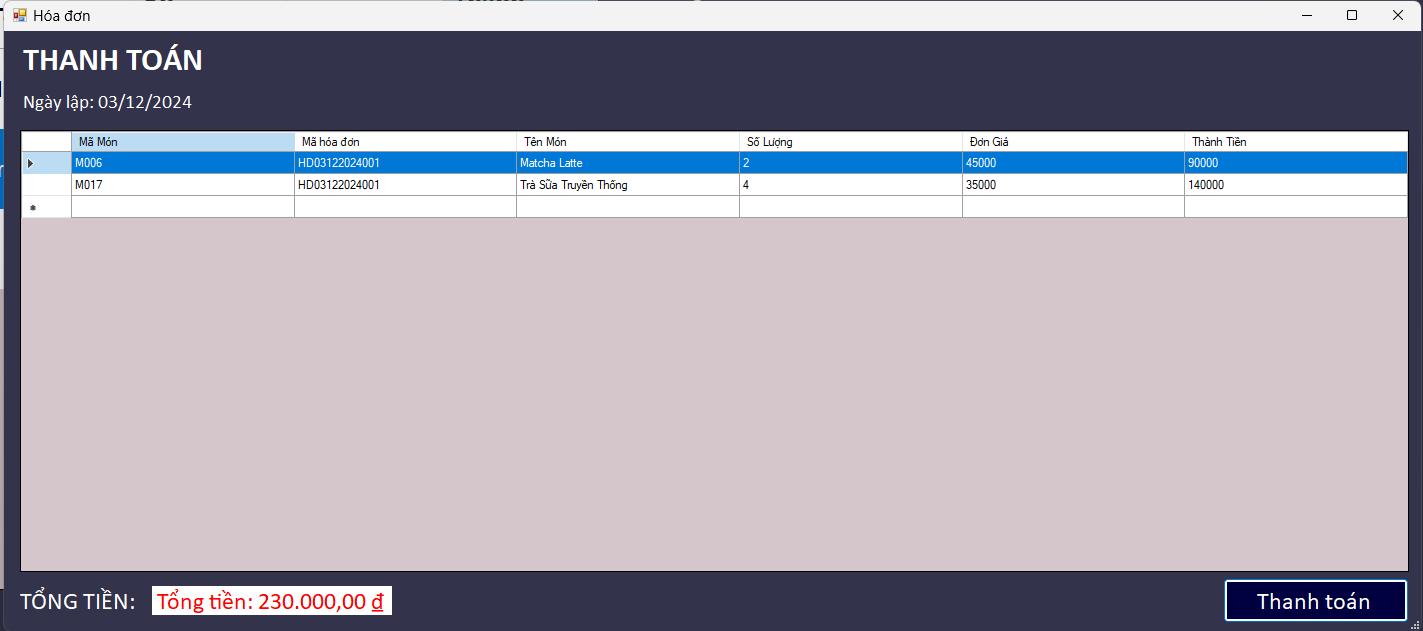 Hóa đơn
THANH TOÁN
Ngày lập: 03/12/2024
Mã Món Mã hóa đơn Tên Món Số Lượng Đơn Giá Thành Tiền
M006 HD03122024001 Matcha Latte 2 45000 90000
M017 HD03122024001 Trà Sữa Truyền Thống 4 35000 140000
TỔNG TIỀN: Tổng tiền: 230.000,00 ₫ Thanh toán